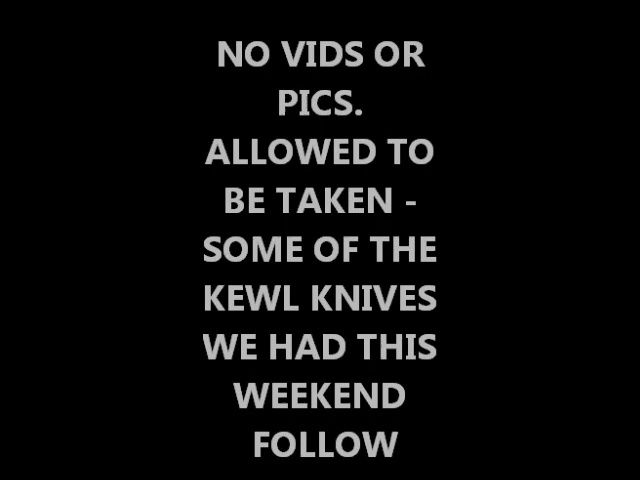 NO VIDS OR
PICS.
ALLOWED TO
BE TAKEN -
SOME OF THE
KEWL KNIVES
WE HAD THIS
WEEKEND
FOLLOW